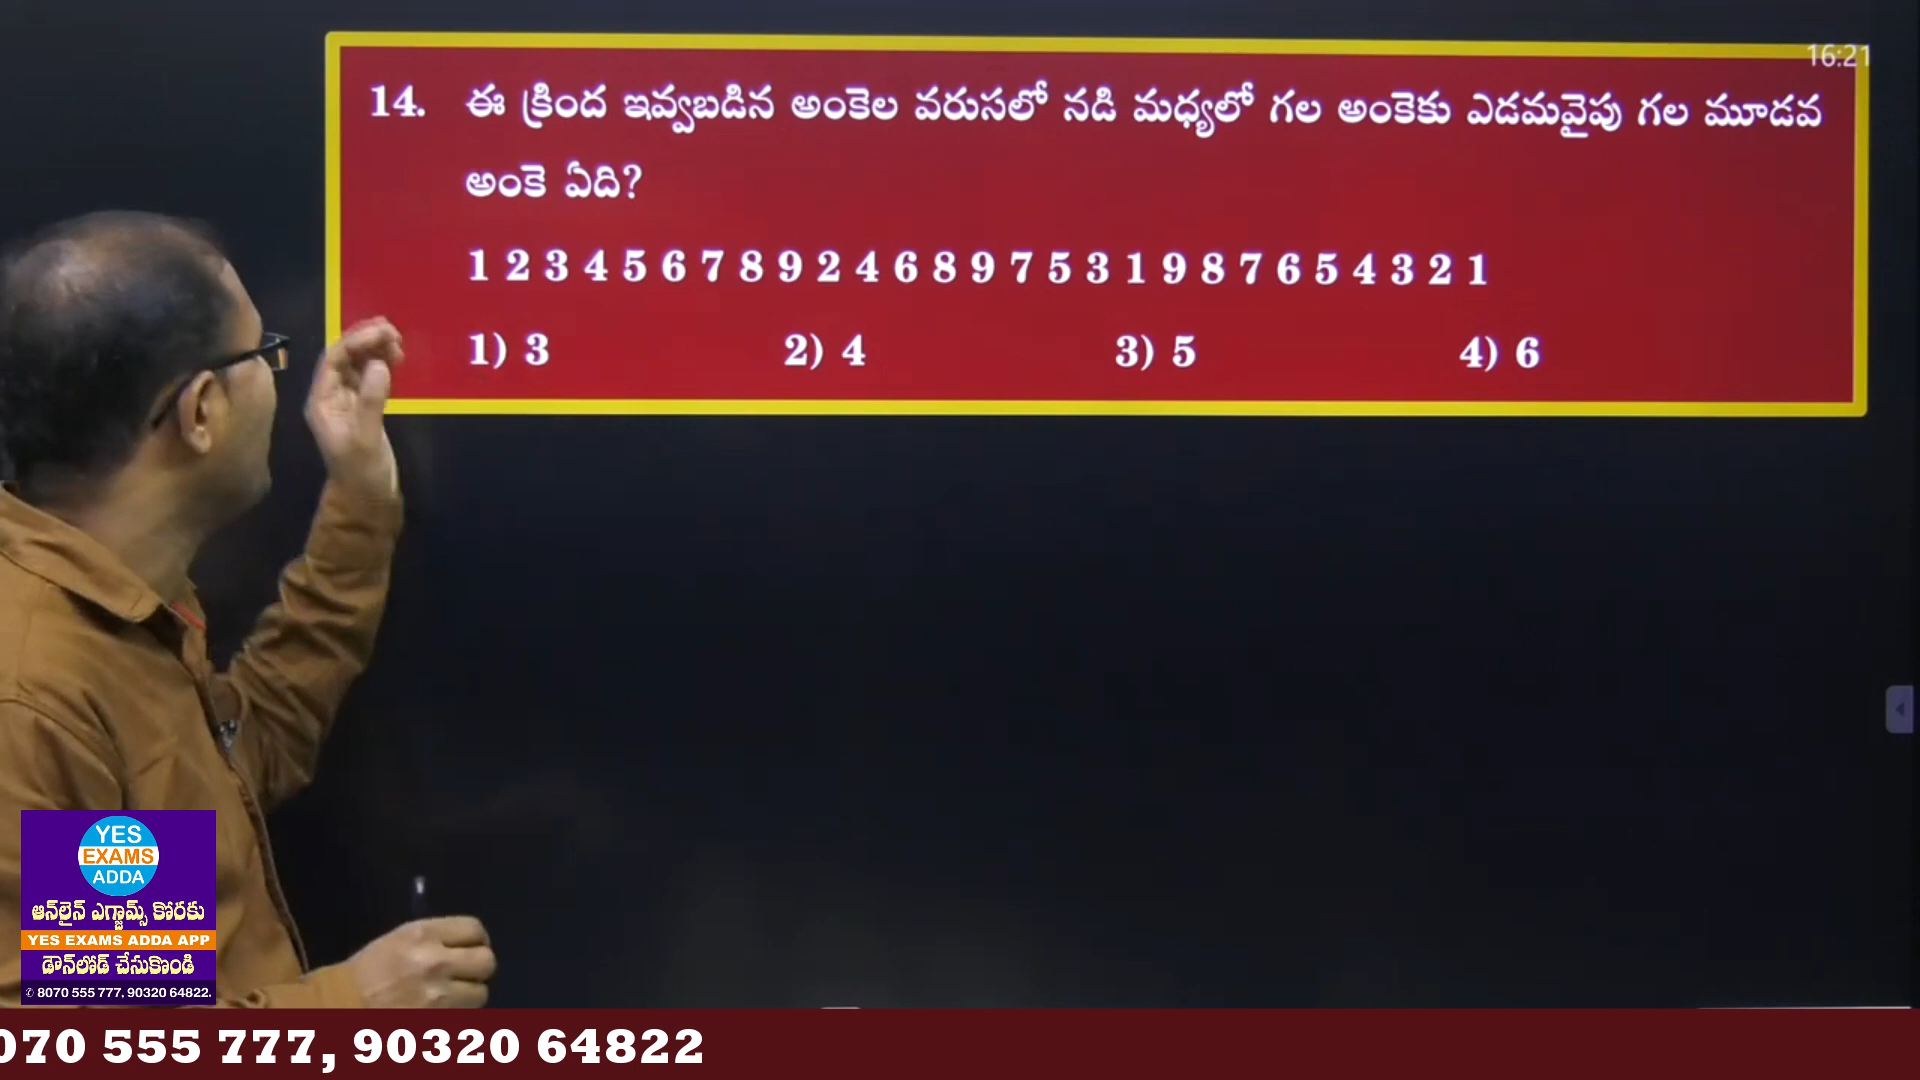 16:21
14. ఈ క్రింద ఇవ్వబడిన అంకెల వరుసలో నడి మధ్యలో గల అంకెకు ఎడమవైపు గల మూడవ
అంకె ఏది?
1 2 3 4 5 6 7 8 9 2 4 6 8 9 7 5 3 1 9 8 7 6 5 4 3 2 1
1) 3 2) 4 3) 5 4) 6
YES
EXAMS
ADDA
ఆన్‌లైన్ ఎగ్జామ్స్ కోరకు
YES EXAMS ADDA APP
డౌన్‌లోడ్ చేసుకొండి
✆ 8070 555 777, 90320 64822.
070 555 777, 90320 64822